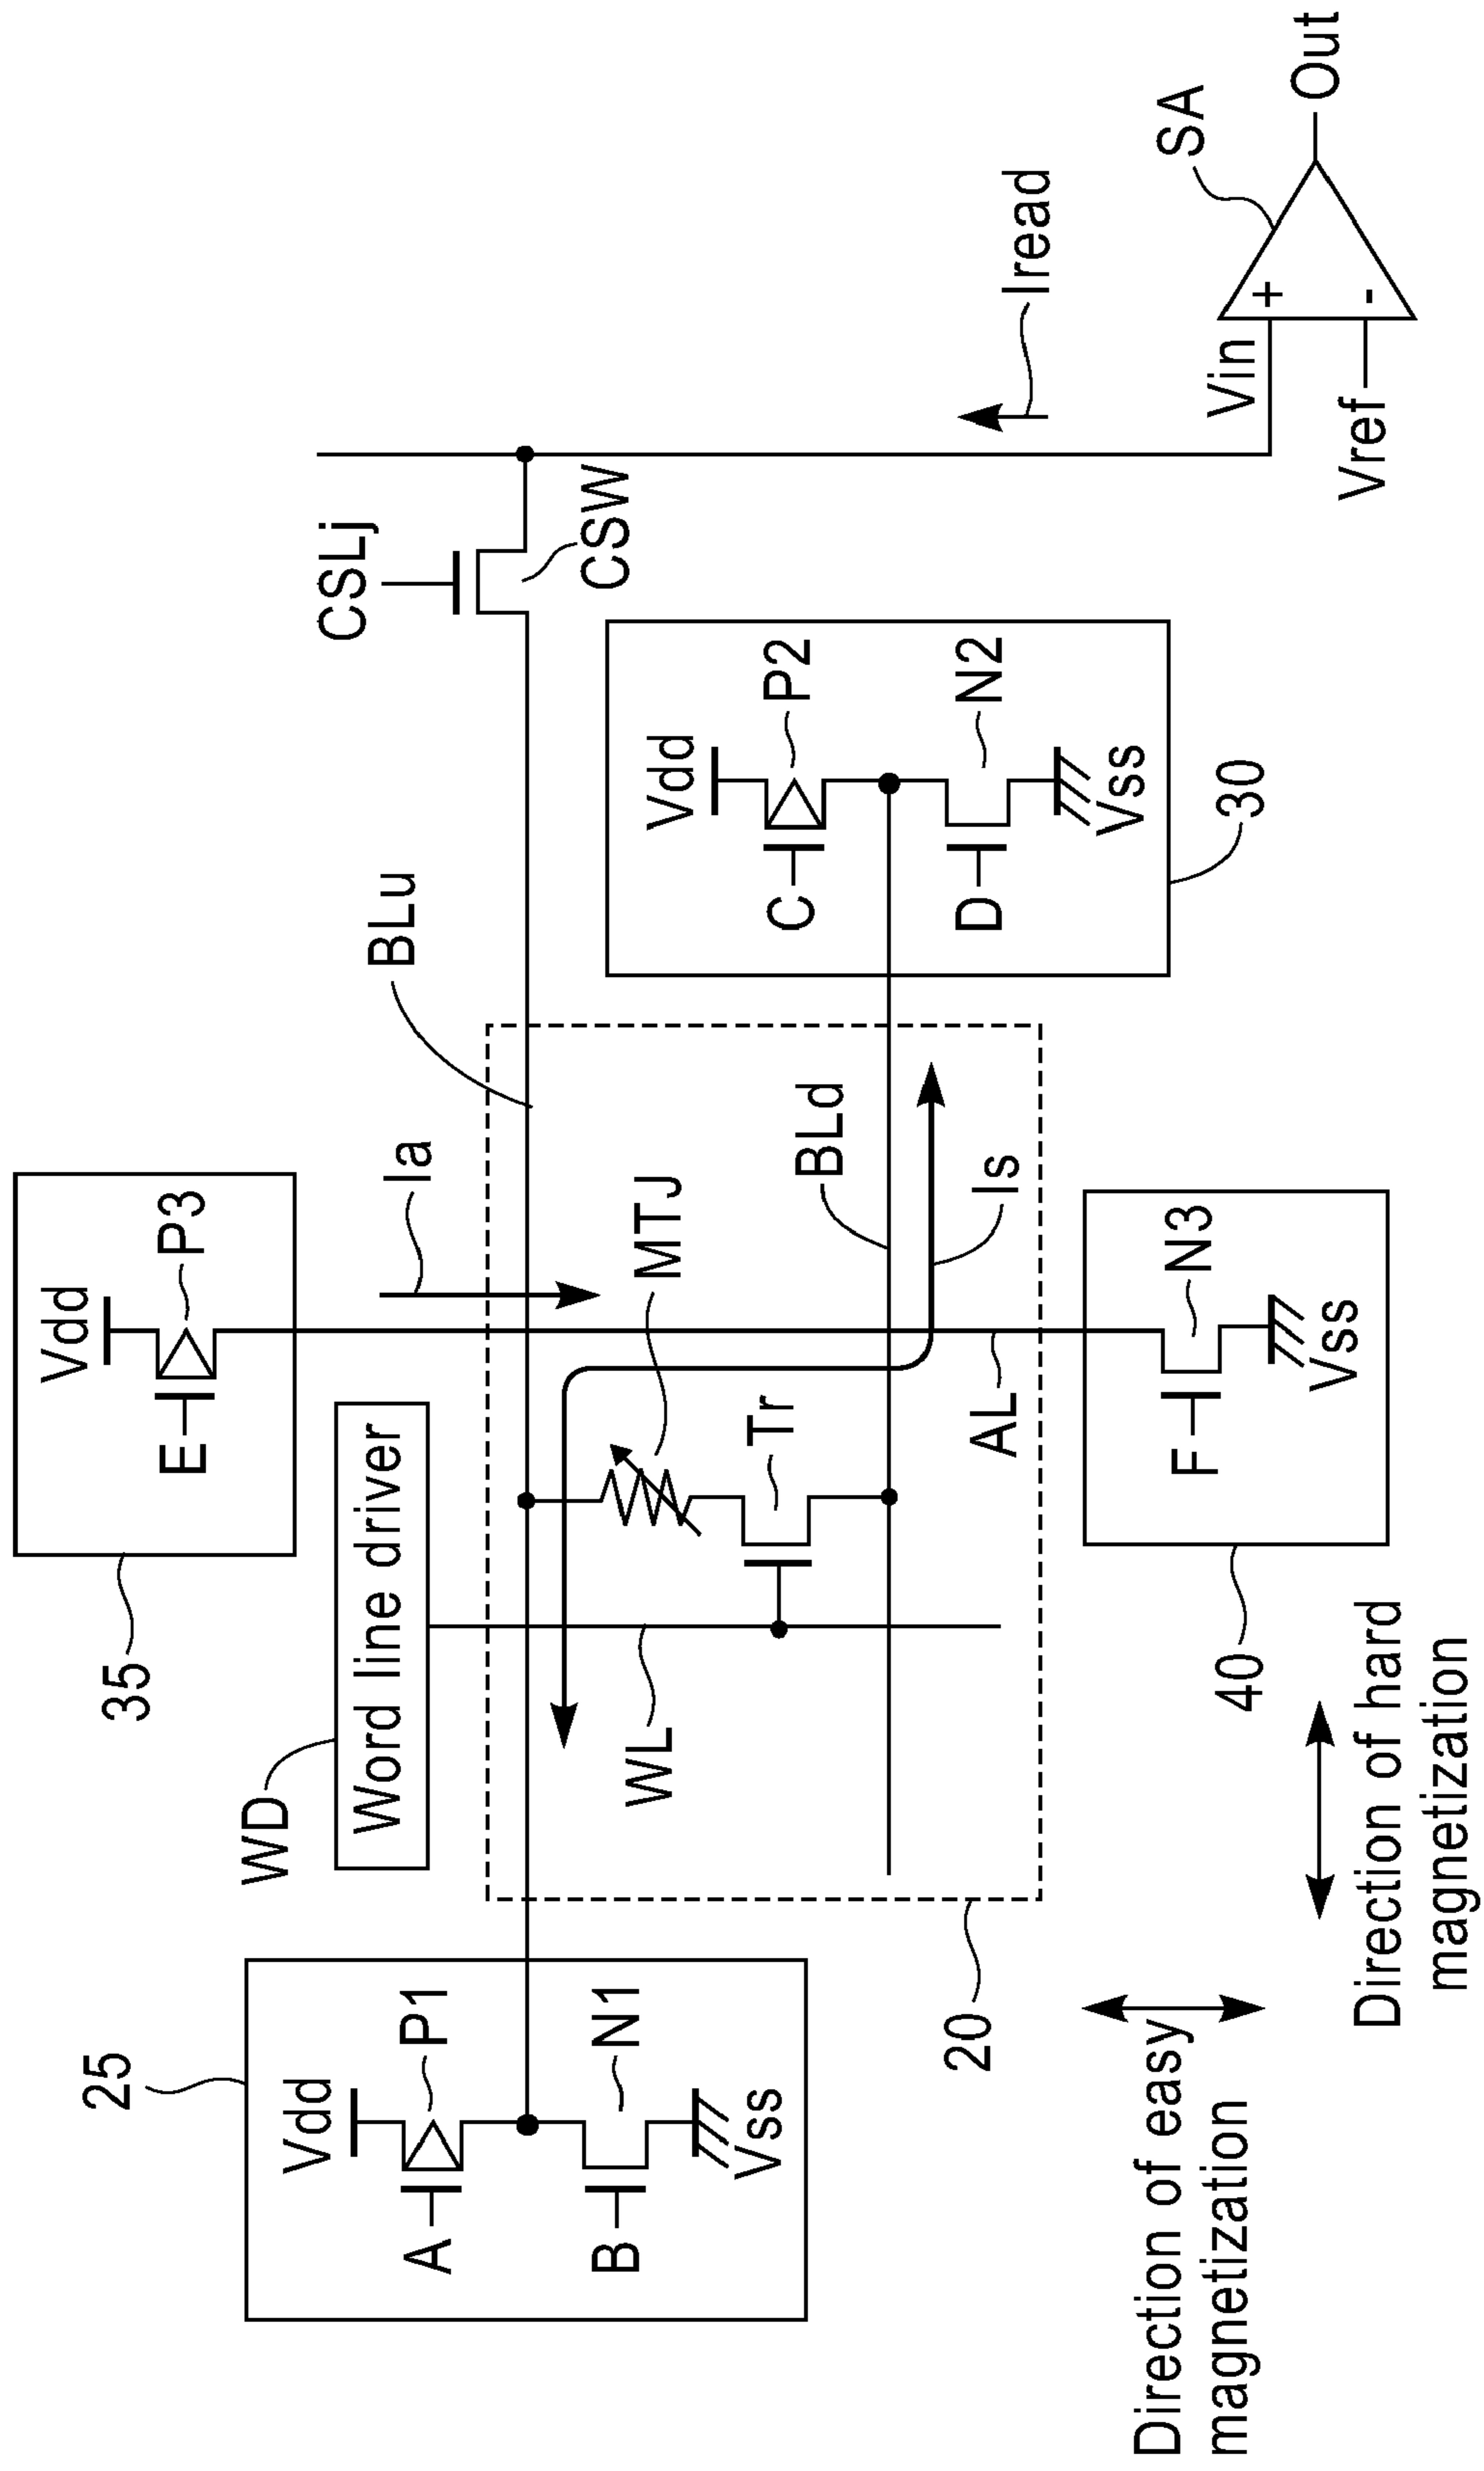 25
Vdd
P1
A
N1
B
Vss
WD
Word line driver
35
Vdd
P3
E
Ia
BLu
CSLj
CSW
MTJ
Tr
WL
BLd
Is
AL
20
Vdd
P2
C
N2
D
Vss
30
N3
F
Vss
40
Iread
Vin
Vref
+
-
SA
Out
Direction of easy
magnetization
Direction of hard
magnetization